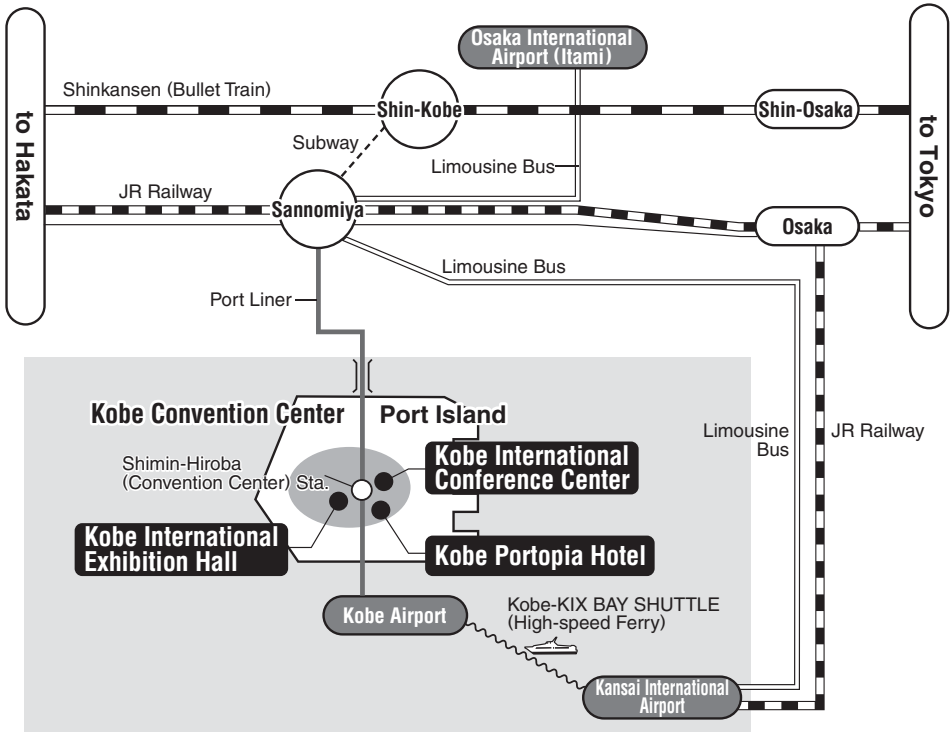 Osaka International
Airport (Itami)
Shinkansen (Bullet Train)
to Hakata
Shin-Kobe
Shin-Osaka
to Tokyo
Subway
Limousine Bus
JR Railway
Sannomiya
Osaka
Limousine Bus
Port Liner
Kobe Convention Center
Port Island
Limousine
Bus
JR Railway
Shimin-Hiroba
(Convention Center) Sta.
Kobe International
Conference Center
Kobe International
Exhibition Hall
Kobe Portopia Hotel
Kobe Airport
Kobe-KIX BAY SHUTTLE
(High-speed Ferry)
Kansai International
Airport